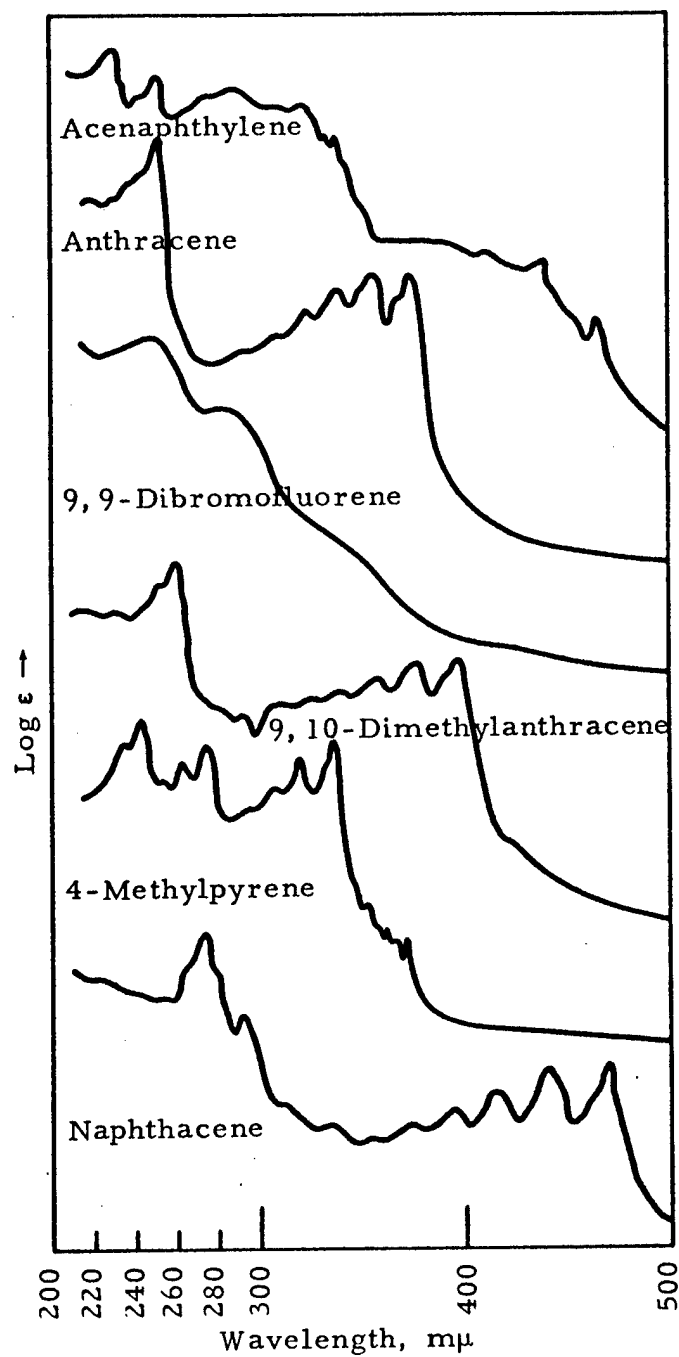 Acenaphthylene
Anthracene
9,9-Dibromofluorene
9,10-Dimethylanthracene
4-Methylpyrene
Naphthacene
Log ε →
200 220 240 260 280 300 400 500
Wavelength, mμ